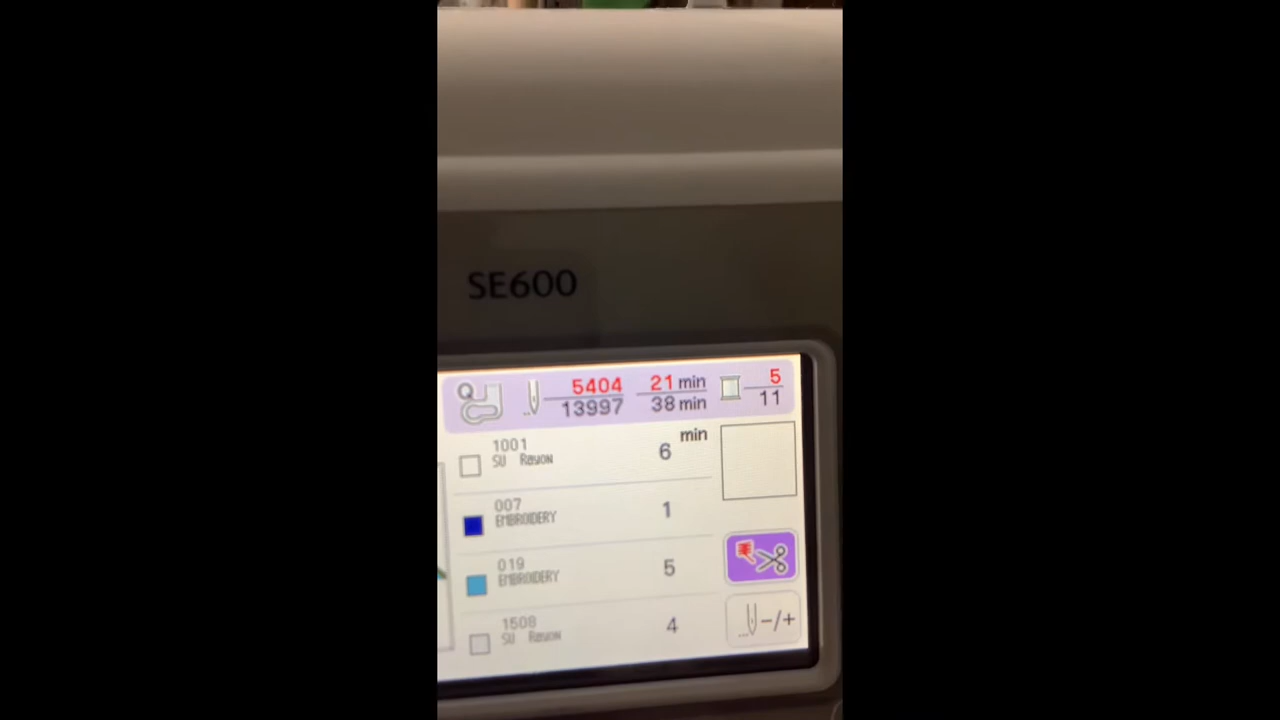 SE600
Q 5404 21 min 5
13997 38 min 11
min
1001 6
SU Rayon
007 1
EMBROIDERY
019 5
EMBROIDERY
1508 4
SU Rayon
-/+